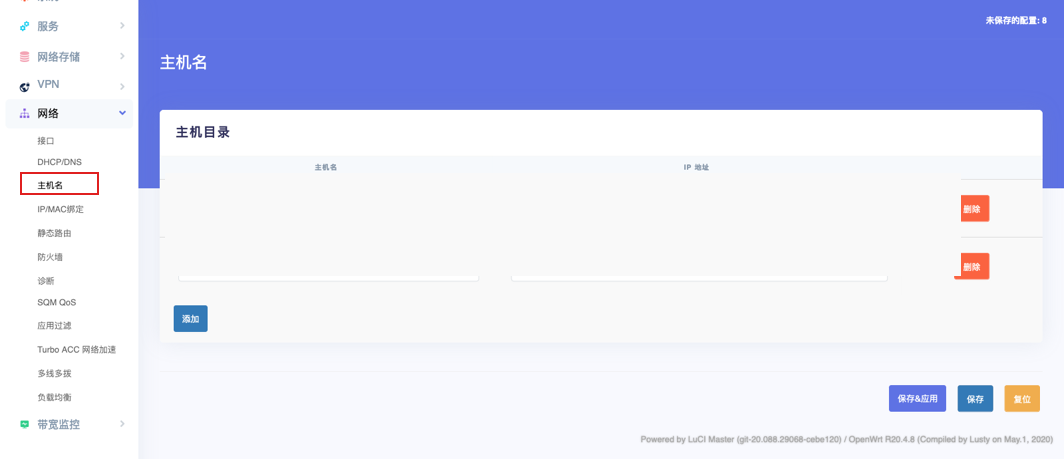 服务
网络存储
VPN
网络
接口
DHCP/DNS
主机名
IP/MAC绑定
静态路由
防火墙
诊断
SQM QoS
应用过滤
Turbo ACC 网络加速
多线多拨
负载均衡
带宽监控
未保存的配置: 8
主机名
主机目录
主机名 IP 地址
删除
删除
添加
保存&应用 保存 复位
Powered by LuCI Master (git-20.088.29068-cebe120) / OpenWrt R20.4.8 (Compiled by Lusty on May.1, 2020)